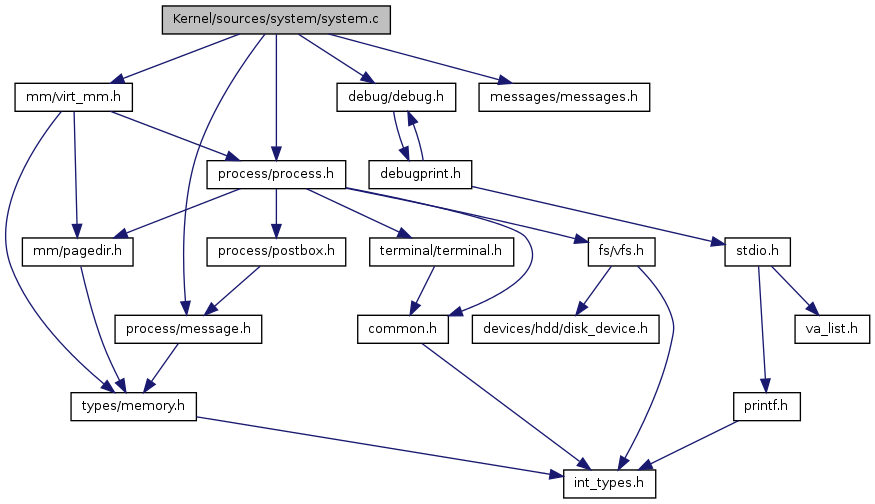 Kernel/sources/system/system.c
mm/virt_mm.h
debug/debug.h
messages/messages.h
process/process.h
debugprint.h
mm/pagedir.h
process/postbox.h
terminal/terminal.h
fs/vfs.h
stdio.h
process/message.h
common.h
devices/hdd/disk_device.h
va_list.h
types/memory.h
printf.h
int_types.h